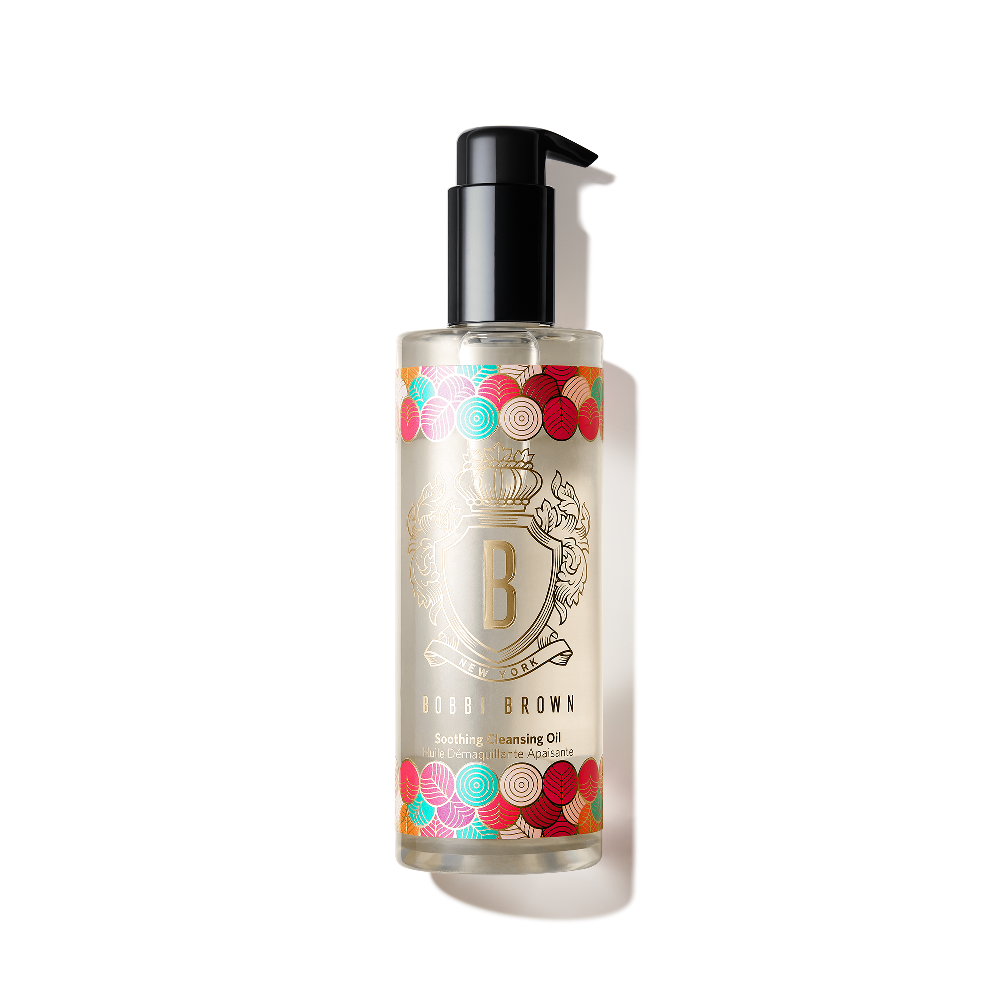 B
NEW YORK
BOBBI BROWN
Soothing Cleansing Oil
Huile Démaquillante Apaisante